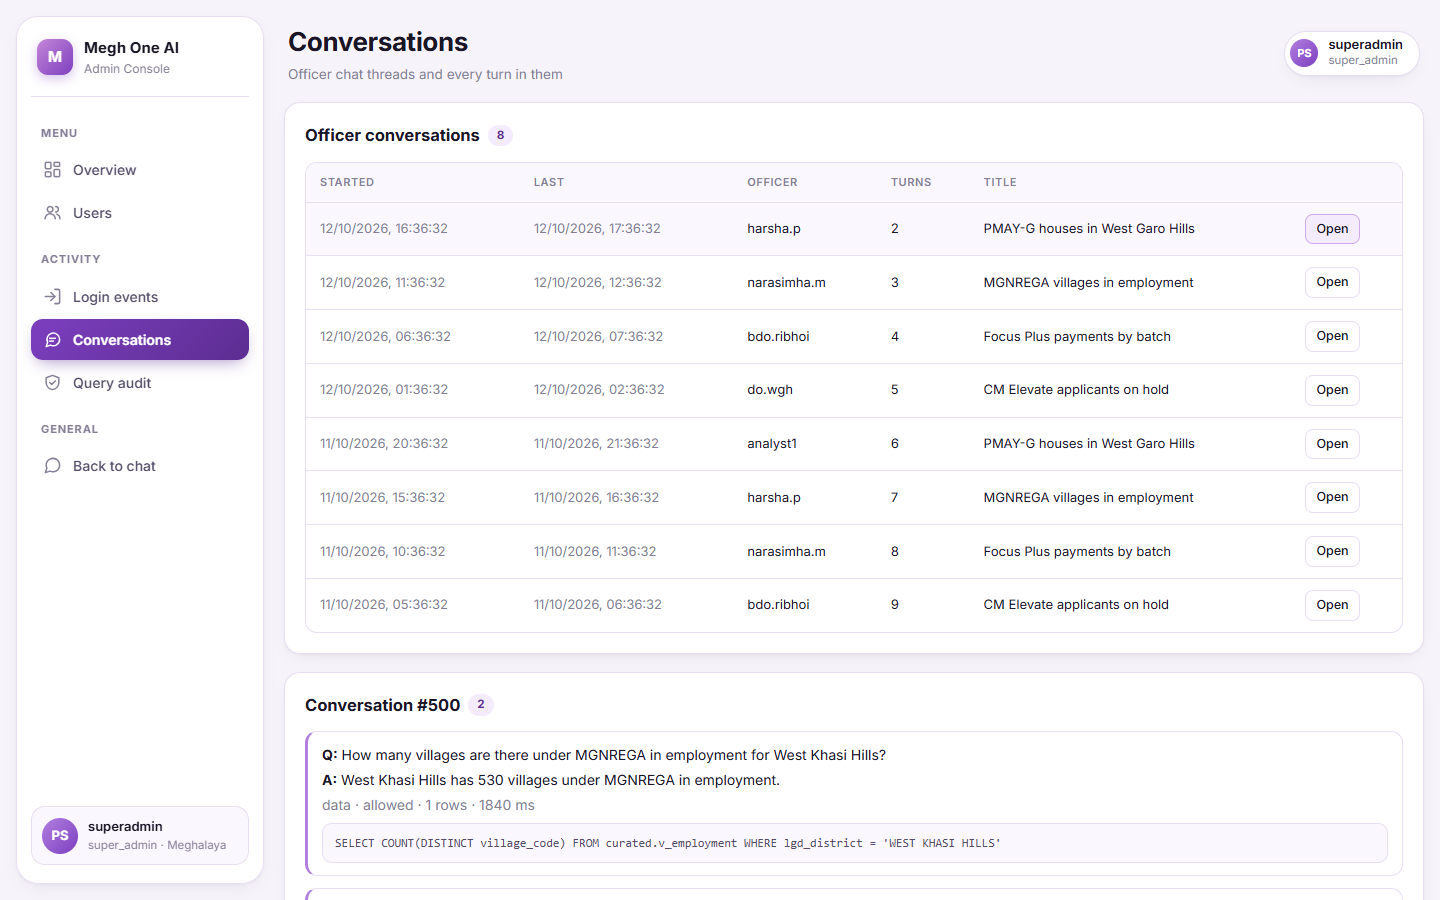 M
Megh One AI
Admin Console
MENU
Overview
Users
ACTIVITY
Login events
Conversations
Query audit
GENERAL
Back to chat
PS
superadmin
super_admin · Meghalaya
Conversations
Officer chat threads and every turn in them
PS
superadmin
super_admin
Officer conversations 8
STARTED LAST OFFICER TURNS TITLE
12/10/2026, 16:36:32 12/10/2026, 17:36:32 harsha.p 2 PMAY-G houses in West Garo Hills Open
12/10/2026, 11:36:32 12/10/2026, 12:36:32 narasimha.m 3 MGNREGA villages in employment Open
12/10/2026, 06:36:32 12/10/2026, 07:36:32 bdo.ribhoi 4 Focus Plus payments by batch Open
12/10/2026, 01:36:32 12/10/2026, 02:36:32 do.wgh 5 CM Elevate applicants on hold Open
11/10/2026, 20:36:32 11/10/2026, 21:36:32 analyst1 6 PMAY-G houses in West Garo Hills Open
11/10/2026, 15:36:32 11/10/2026, 16:36:32 harsha.p 7 MGNREGA villages in employment Open
11/10/2026, 10:36:32 11/10/2026, 11:36:32 narasimha.m 8 Focus Plus payments by batch Open
11/10/2026, 05:36:32 11/10/2026, 06:36:32 bdo.ribhoi 9 CM Elevate applicants on hold Open
Conversation #500 2
Q: How many villages are there under MGNREGA in employment for West Khasi Hills?
A: West Khasi Hills has 530 villages under MGNREGA in employment.
data · allowed · 1 rows · 1840 ms
SELECT COUNT(DISTINCT village_code) FROM curated.v_employment WHERE lgd_district = 'WEST KHASI HILLS'